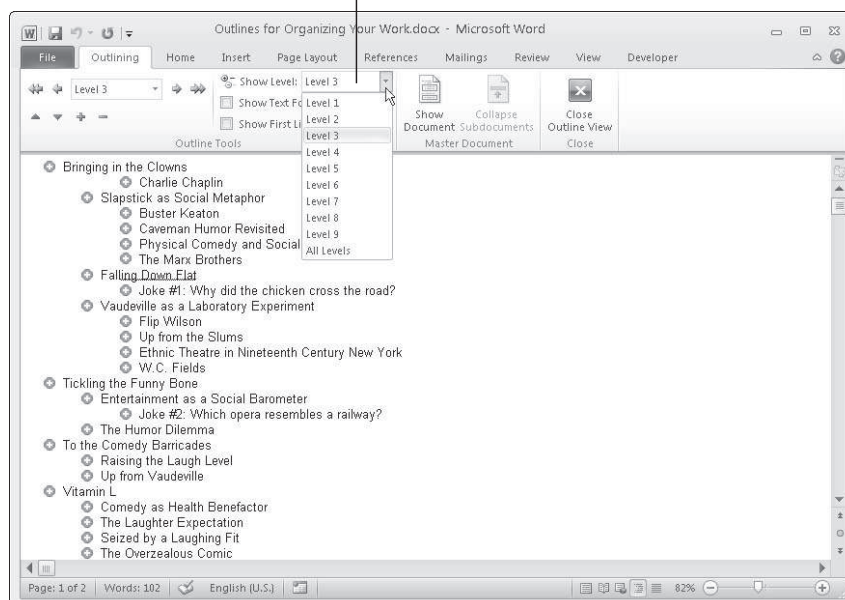 Outlines for Organizing Your Work.docx - Microsoft Word
File Outlining Home Insert Page Layout References Mailings Review View Developer
Level 3
Show Level: Level 3
Show Text Fo
Show First Li
Outline Tools
Level 1
Level 2
Level 3
Level 4
Level 5
Level 6
Level 7
Level 8
Level 9
All Levels
Show Document
Collapse Subdocuments
Master Document
Close Outline View
Close
Bringing in the Clowns
Charlie Chaplin
Slapstick as Social Metaphor
Buster Keaton
Caveman Humor Revisited
Physical Comedy and Social
The Marx Brothers
Falling Down Flat
Joke #1: Why did the chicken cross the road?
Vaudeville as a Laboratory Experiment
Flip Wilson
Up from the Slums
Ethnic Theatre in Nineteenth Century New York
W.C. Fields
Tickling the Funny Bone
Entertainment as a Social Barometer
Joke #2: Which opera resembles a railway?
The Humor Dilemma
To the Comedy Barricades
Raising the Laugh Level
Up from Vaudeville
Vitamin L
Comedy as Health Benefactor
The Laughter Expectation
Seized by a Laughing Fit
The Overzealous Comic
Page: 1 of 2 Words: 102 English (U.S.) 82%